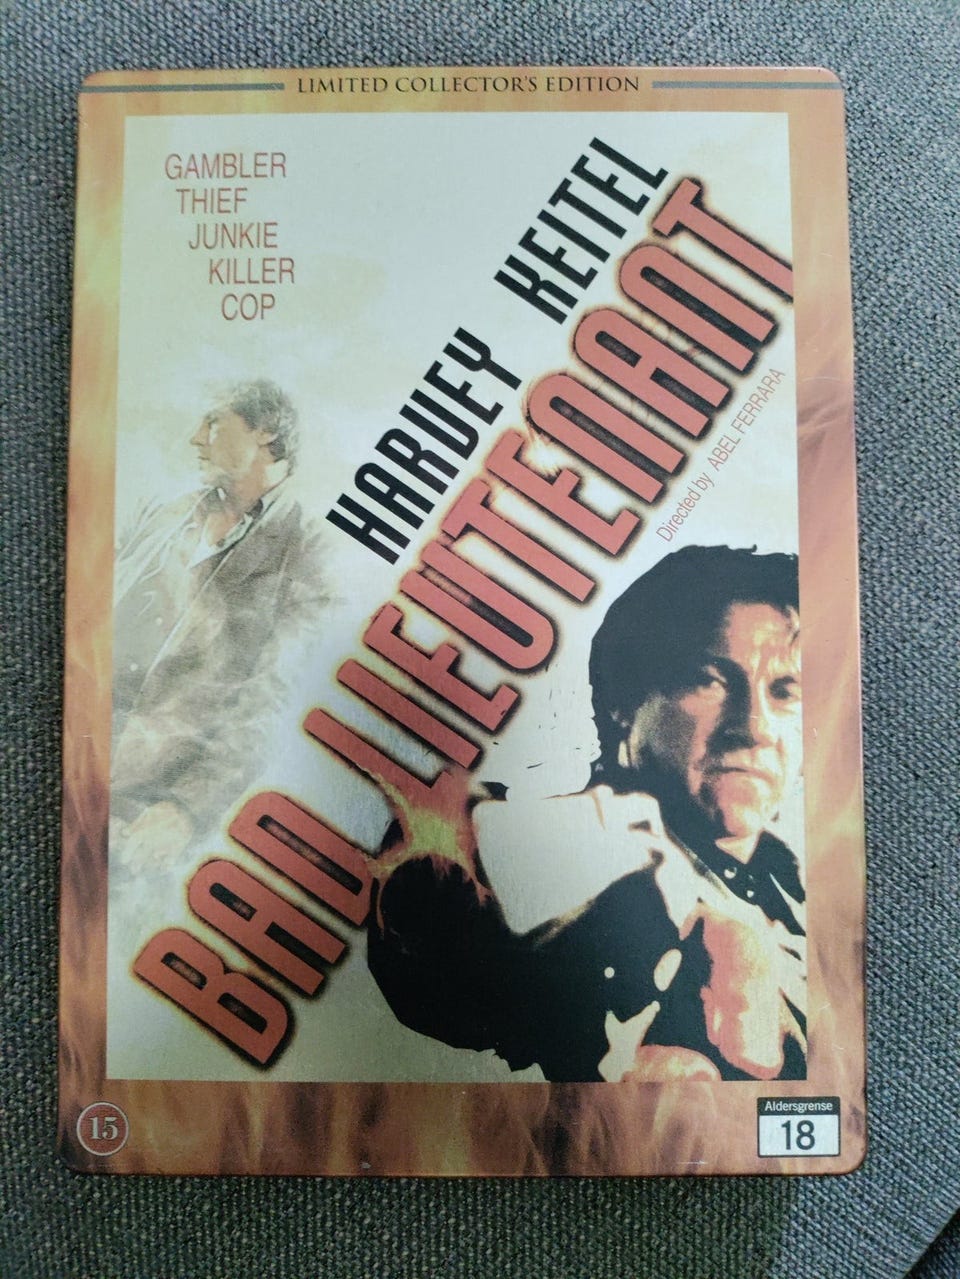 LIMITED COLLECTOR'S EDITION
GAMBLER
THIEF
JUNKIE
KILLER
COP
HARVEY KEITEL
BAD LIEUTENANT
Directed by ABEL FERRARA
15
Aldersgrense
18